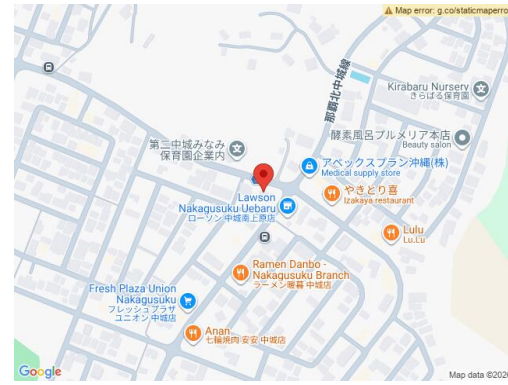 Map error: g.co/staticmaperro
Kirabaru Nursery
きらばる保育園
那覇北中城線
酵素風呂プルメリア本店
Beauty salon
第二中城みなみ
保育園企業内
アペックスプラン沖縄(株)
Medical supply store
やきとり喜
Izakaya restaurant
Lawson
Nakagusuku Uebaru
ローソン 中城南上原店
Lulu
Lu.Lu
Ramen Danbo -
Nakagusuku Branch
ラーメン暖暮 中城店
Fresh Plaza Union
Nakagusuku
フレッシュプラザ
ユニオン 中城店
Anan
七輪焼肉 安安 中城店
Google
Map data ©2026